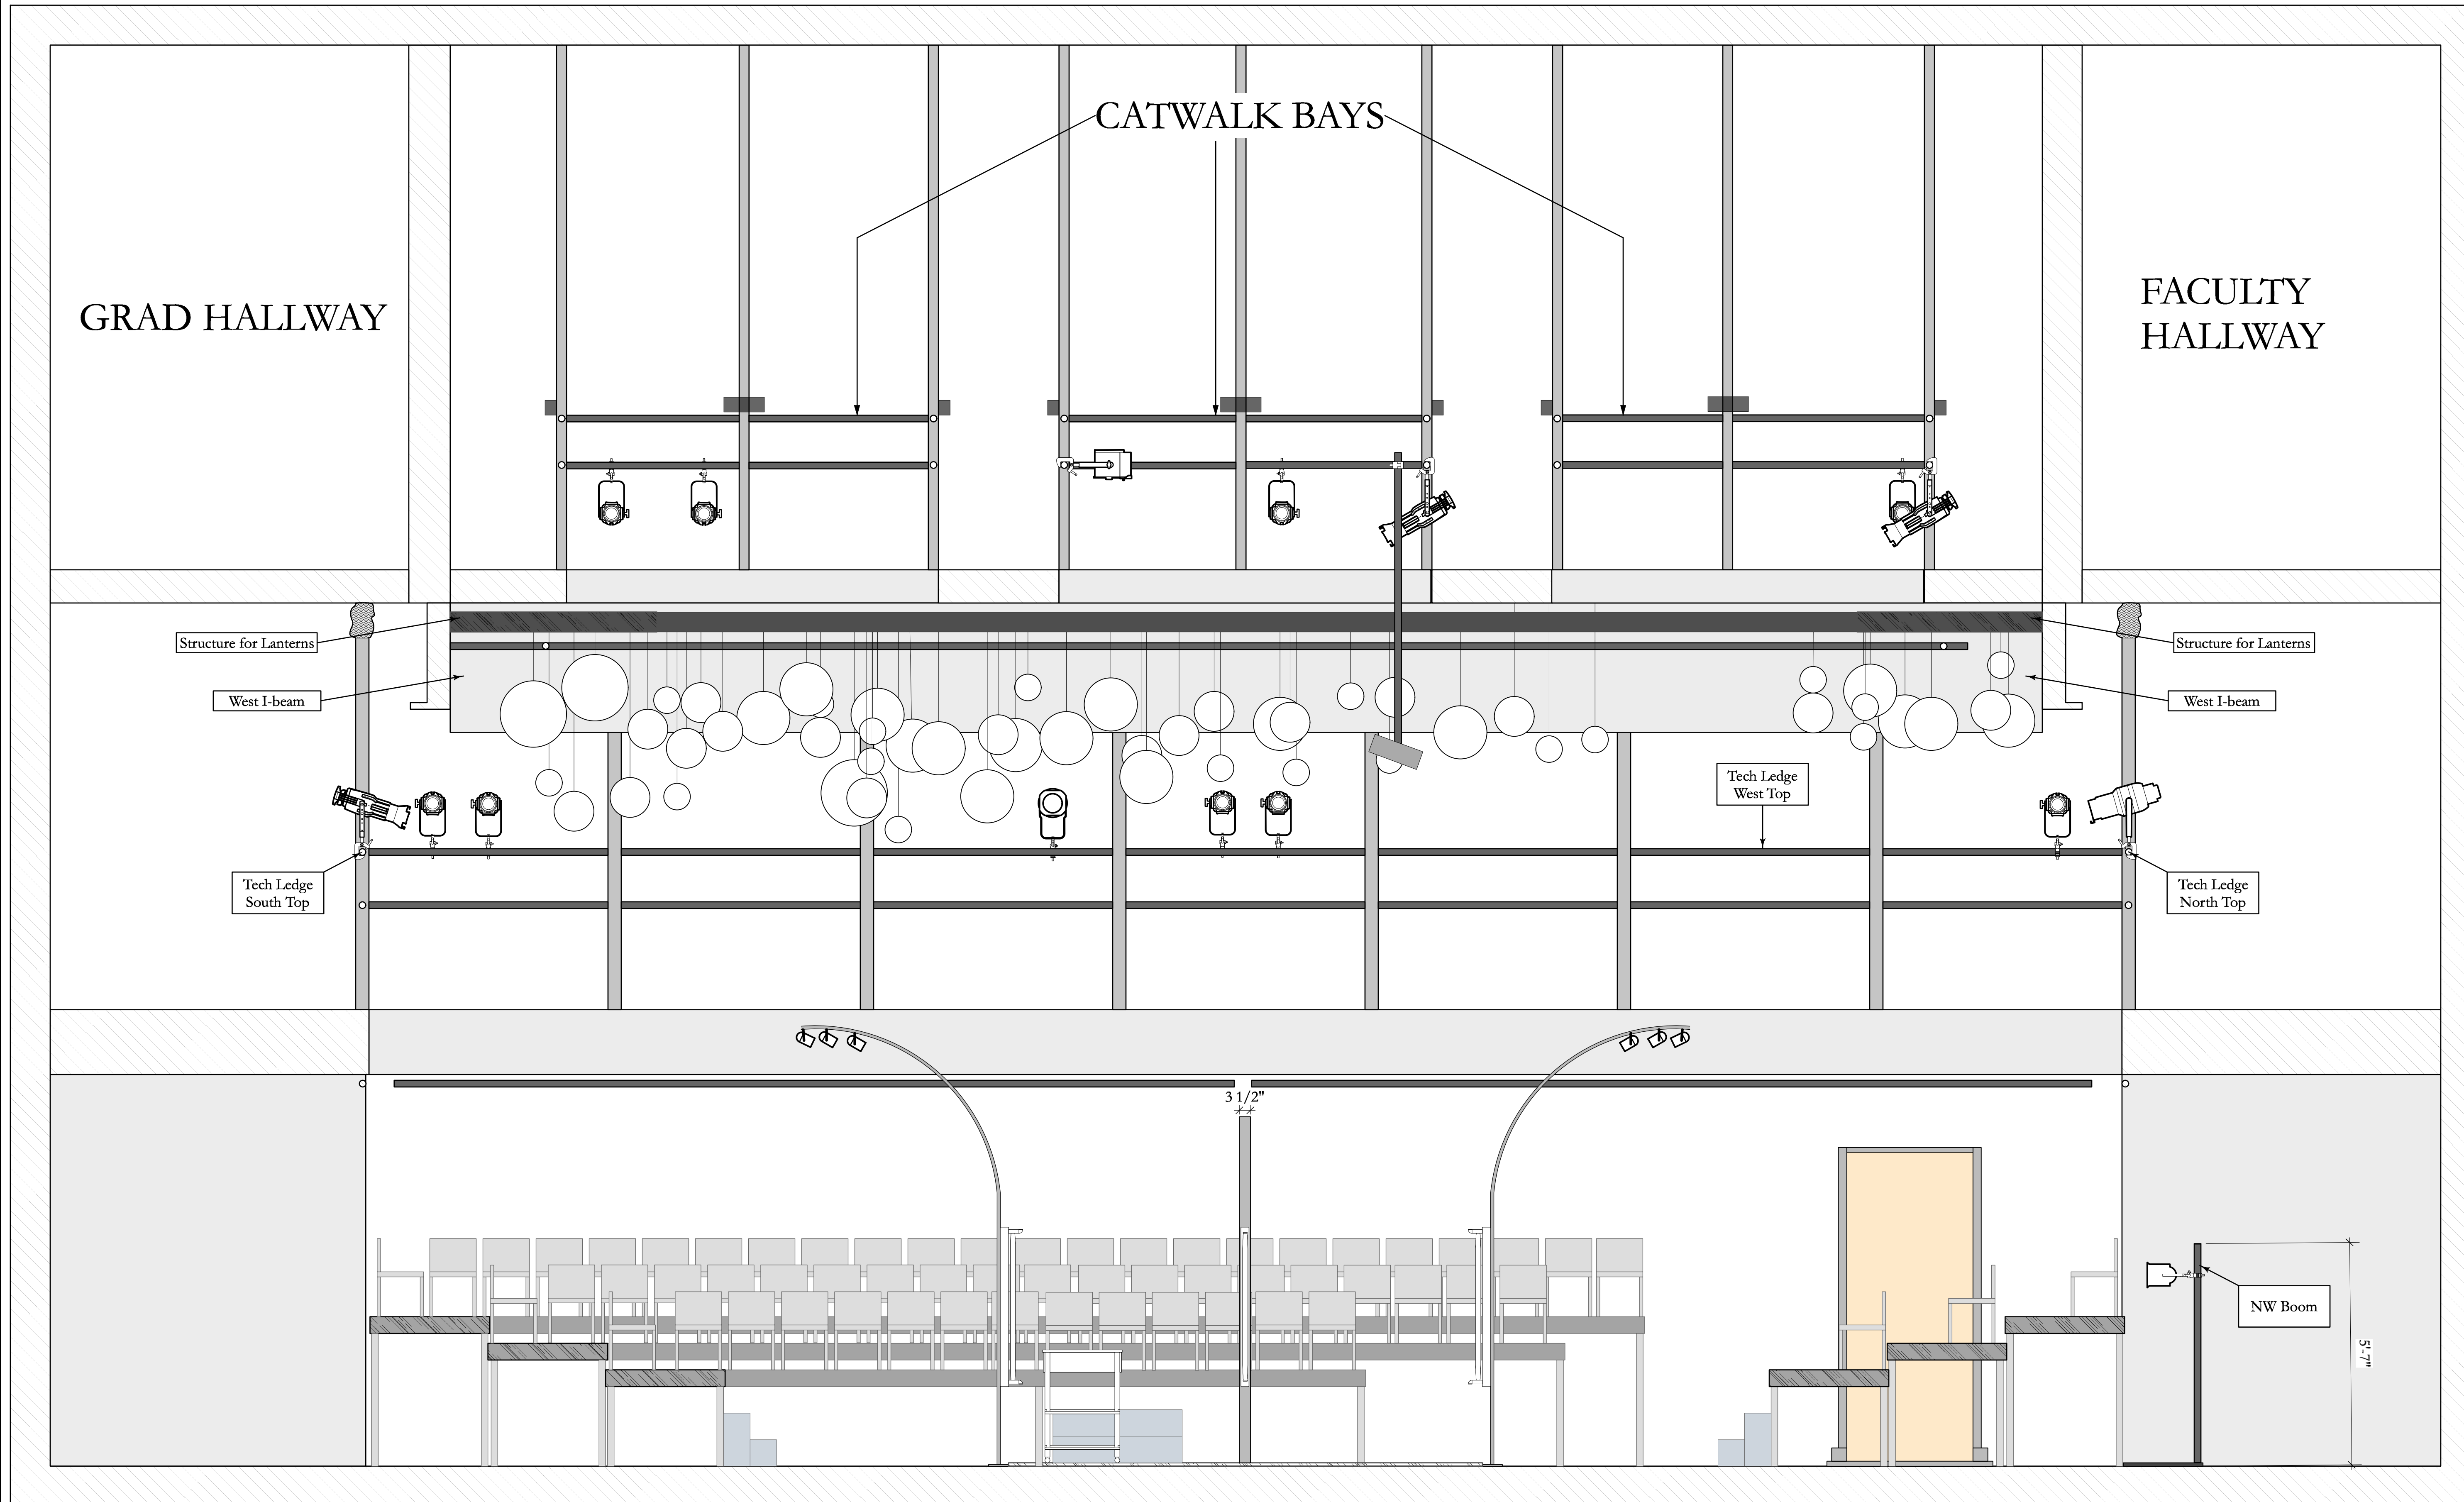 CATWALK BAYS
GRAD HALLWAY
FACULTY
HALLWAY
Structure for Lanterns
Structure for Lanterns
West I-beam
West I-beam
Tech Ledge
West Top
Tech Ledge
South Top
Tech Ledge
North Top
3 1/2"
NW Boom
5'-7"